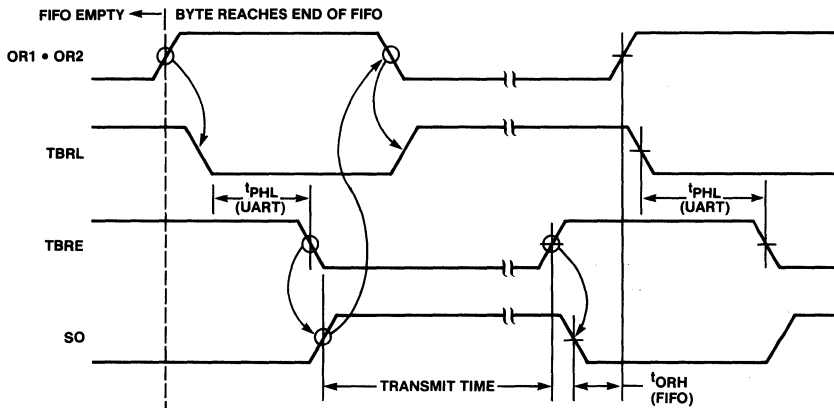 FIFO EMPTY
BYTE REACHES END OF FIFO
OR1 • OR2
TBRL
tPHL
(UART)
tPHL
(UART)
TBRE
SO
TRANSMIT TIME
tORH
(FIFO)